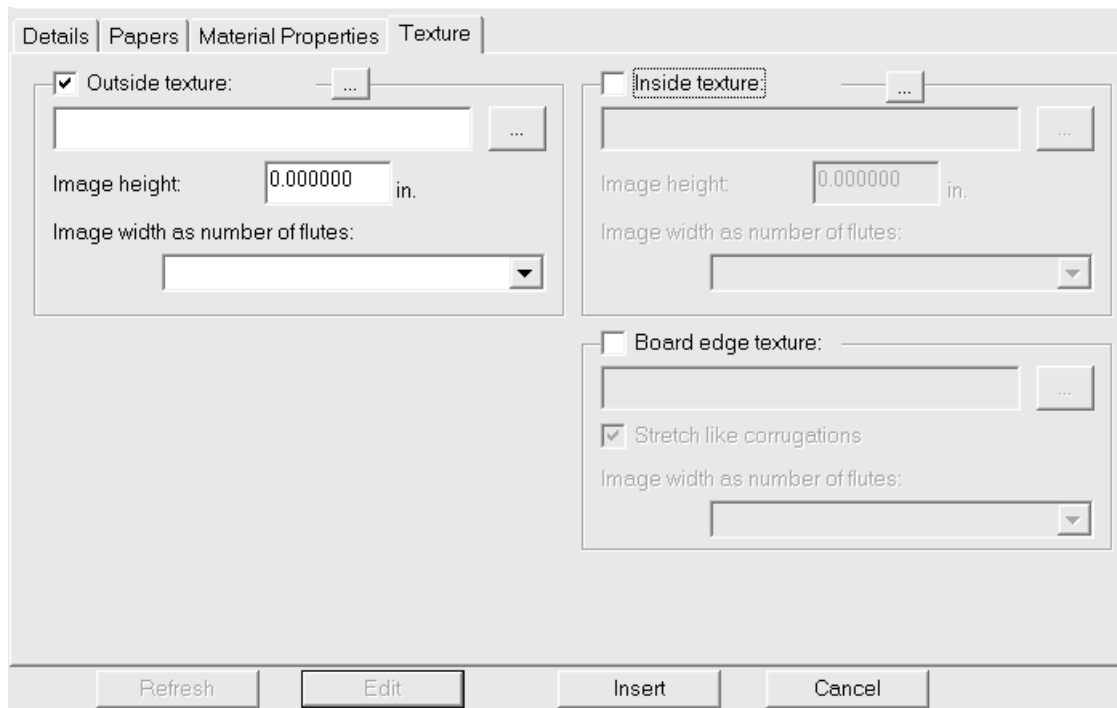 Details Papers Material Properties Texture
Outside texture: ...
...
Image height: 0.000000 in.
Image width as number of flutes:
Inside texture: ...
...
Image height: 0.000000 in.
Image width as number of flutes:
Board edge texture:
...
Stretch like corrugations
Image width as number of flutes:
Refresh Edit Insert Cancel